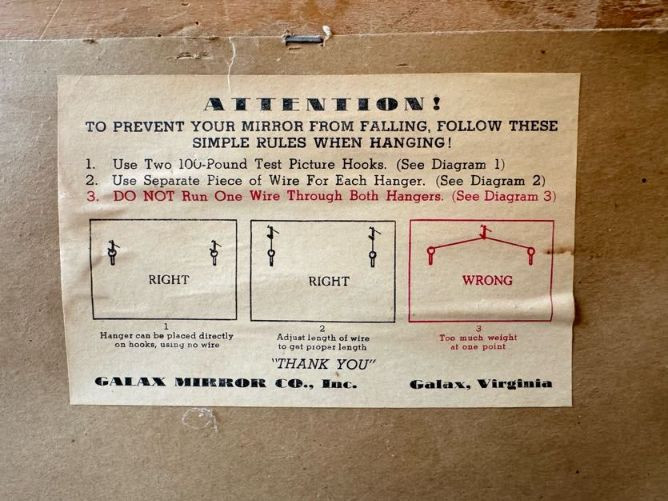 ATTENTION!
TO PREVENT YOUR MIRROR FROM FALLING, FOLLOW THESE
SIMPLE RULES WHEN HANGING!
1. Use Two 100-Pound Test Picture Hooks. (See Diagram 1)
2. Use Separate Piece of Wire For Each Hanger. (See Diagram 2)
3. DO NOT Run One Wire Through Both Hangers. (See Diagram 3)
RIGHT
1
Hanger can be placed directly
on hooks, using no wire
RIGHT
2
Adjust length of wire
to get proper length
WRONG
3
Too much weight
at one point
"THANK YOU"
GALAX MIRROR CO., Inc. Galax, Virginia